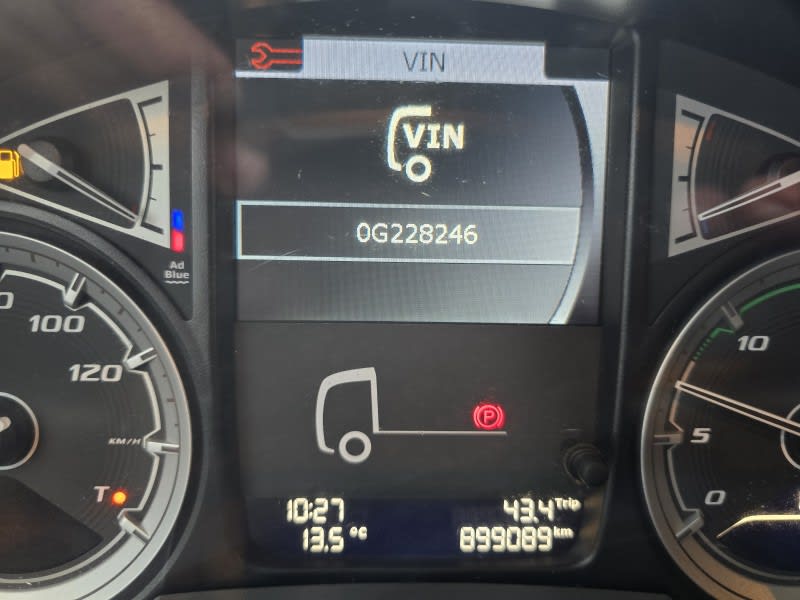 VIN
VIN
0G228246
Ad
Blue
100
120
KM/H
T
10
5
0
P
10:27
43.4 Trip
13.5 °C
899089 km